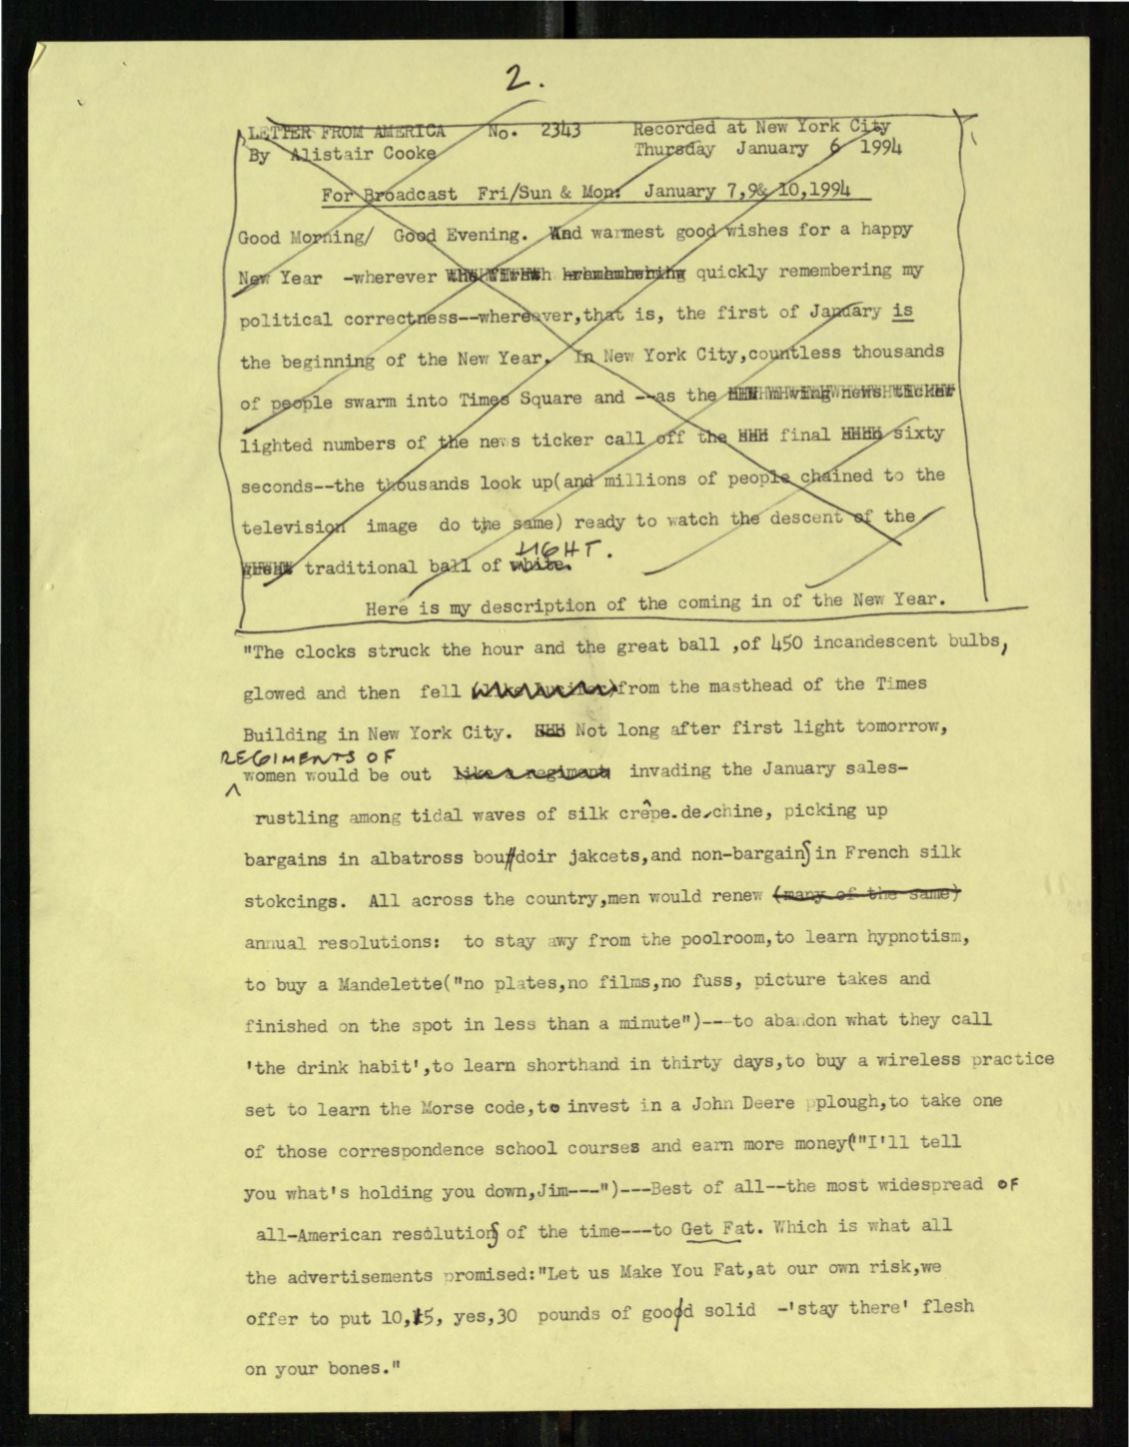 2.
LETTER FROM AMERICA No. 2343 Recorded at New York City
By Alistair Cooke Thursday January 6 1994
For Broadcast Fri/Sun & Mon: January 7,9& 10,1994
Good Morning/ Good Evening. And warmest good wishes for a happy
New Year -wherever quickly remembering my
political correctness--whereever,that is, the first of January is
the beginning of the New Year. In New York City,countless thousands
of people swarm into Times Square and --as the moving news ticker
lighted numbers of the news ticker call off the final sixty
seconds--the thousands look up(and millions of people chained to the
television image do the same) ready to watch the descent of the
LIGHT.
great traditional ball of white.
Here is my description of the coming in of the New Year.
"The clocks struck the hour and the great ball ,of 450 incandescent bulbs,
glowed and then fell (like Lucifer) from the masthead of the Times
Building in New York City. Not long after first light tomorrow,
REGIMENTS OF
women would be out like a regiment invading the January sales-
rustling among tidal waves of silk crêpe.de-chine, picking up
bargains in albatross boudoir jakcets,and non-bargains in French silk
stokcings. All across the country,men would renew (many of the same)
annual resolutions: to stay awy from the poolroom,to learn hypnotism,
to buy a Mandelette("no plates,no films,no fuss, picture takes and
finished on the spot in less than a minute")---to abandon what they call
'the drink habit',to learn shorthand in thirty days,to buy a wireless practice
set to learn the Morse code,to invest in a John Deere pplough,to take one
of those correspondence school courses and earn more money("I'll tell
you what's holding you down,Jim---")---Best of all--the most widespread OF
all-American resolutions of the time---to Get Fat. Which is what all
the advertisements promised:"Let us Make You Fat,at our own risk,we
offer to put 10,15, yes,30 pounds of good solid -'stay there' flesh
on your bones."